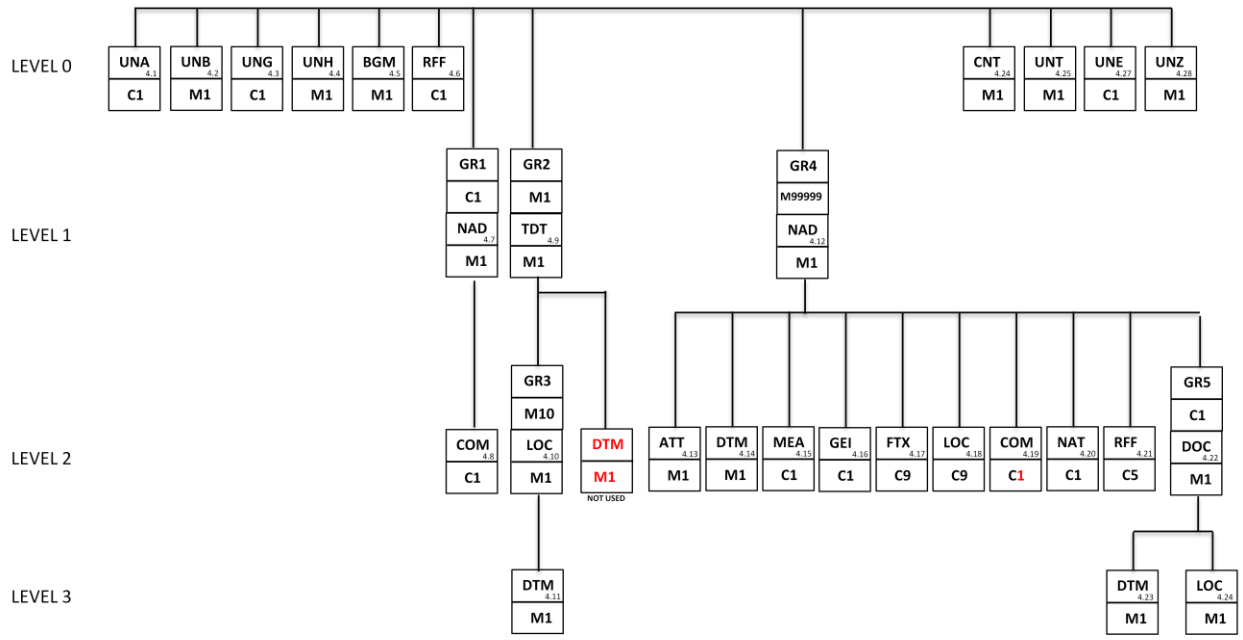 LEVEL 0
UNA 4.1 C1
UNB 4.2 M1
UNG 4.3 C1
UNH 4.4 M1
BGM 4.5 M1
RFF 4.6 C1
CNT 4.24 M1
UNT 4.25 M1
UNE 4.27 C1
UNZ 4.28 M1
LEVEL 1
GR1
C1
NAD 4.7
M1
GR2
M1
TDT 4.9
M1
GR4
M99999
NAD 4.12
M1
LEVEL 2
COM 4.8
C1
GR3
M10
LOC 4.10
M1
DTM
M1
NOT USED
ATT 4.13
M1
DTM 4.14
M1
MEA 4.15
C1
GEI 4.16
C1
FTX 4.17
C9
LOC 4.18
C9
COM 4.19
C1
NAT 4.20
C1
RFF 4.21
C5
GR5
C1
DOC 4.22
M1
LEVEL 3
DTM 4.11
M1
DTM 4.23
M1
LOC 4.24
M1